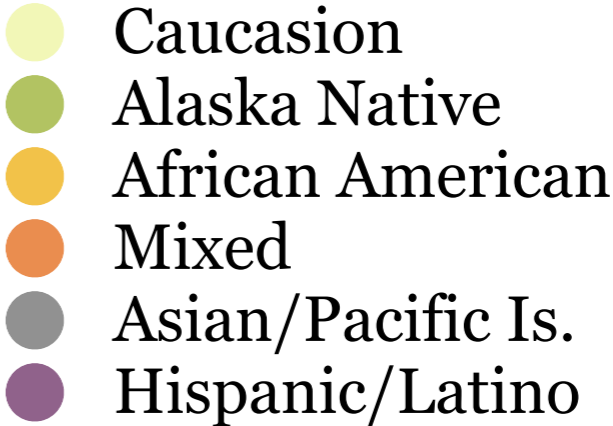 Caucasion
Alaska Native
African American
Mixed
Asian/Pacific Is.
Hispanic/Latino